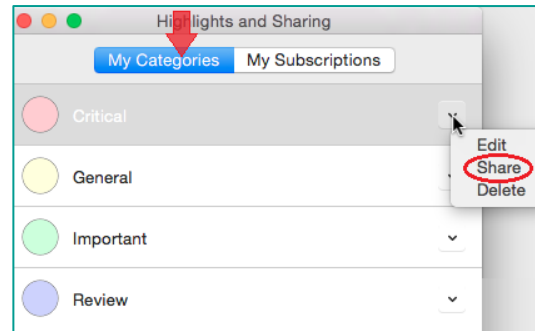 Highlights and Sharing
My Categories My Subscriptions
Critical
Edit
Share
Delete
General
Important
Review